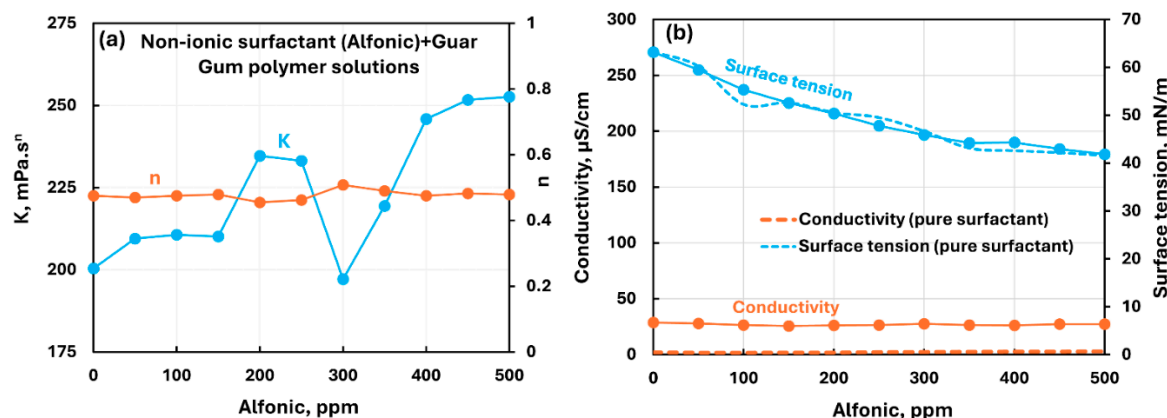 (a) Non-ionic surfactant (Alfonic)+Guar
Gum polymer solutions
K, mPa.sⁿ
275
250
225
200
175
n
K
1
0.8
0.6
0.4
0.2
0
n
0 100 200 300 400 500
Alfonic, ppm
(b)
Conductivity, µS/cm
300
250
200
150
100
50
0
Surface tension
Conductivity (pure surfactant)
Surface tension (pure surfactant)
Conductivity
70
60
50
40
30
20
10
0
Surface tension, mN/m
0 100 200 300 400 500
Alfonic, ppm